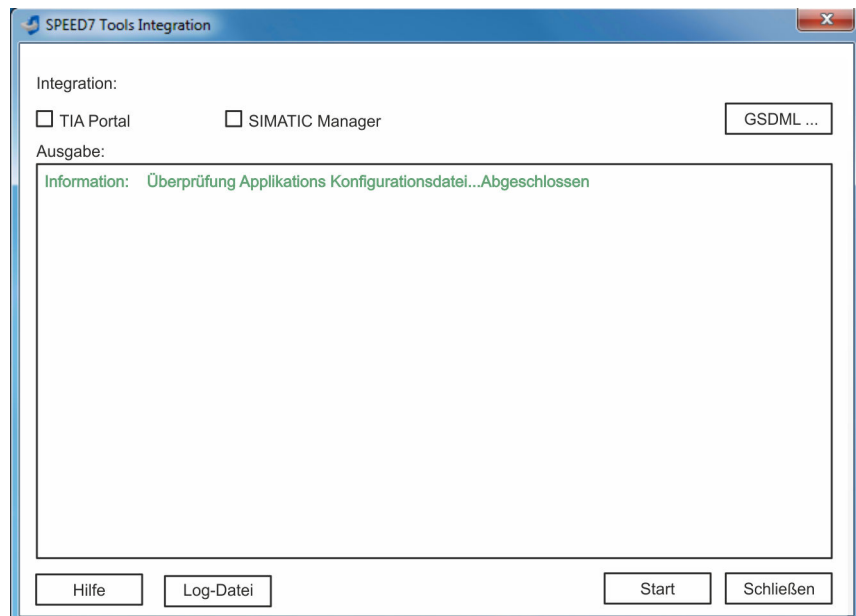 SPEED7 Tools Integration
x
Integration:
TIA Portal SIMATIC Manager GSDML ...
Ausgabe:
Information: Überprüfung Applikations Konfigurationsdatei...Abgeschlossen
Hilfe Log-Datei Start Schließen